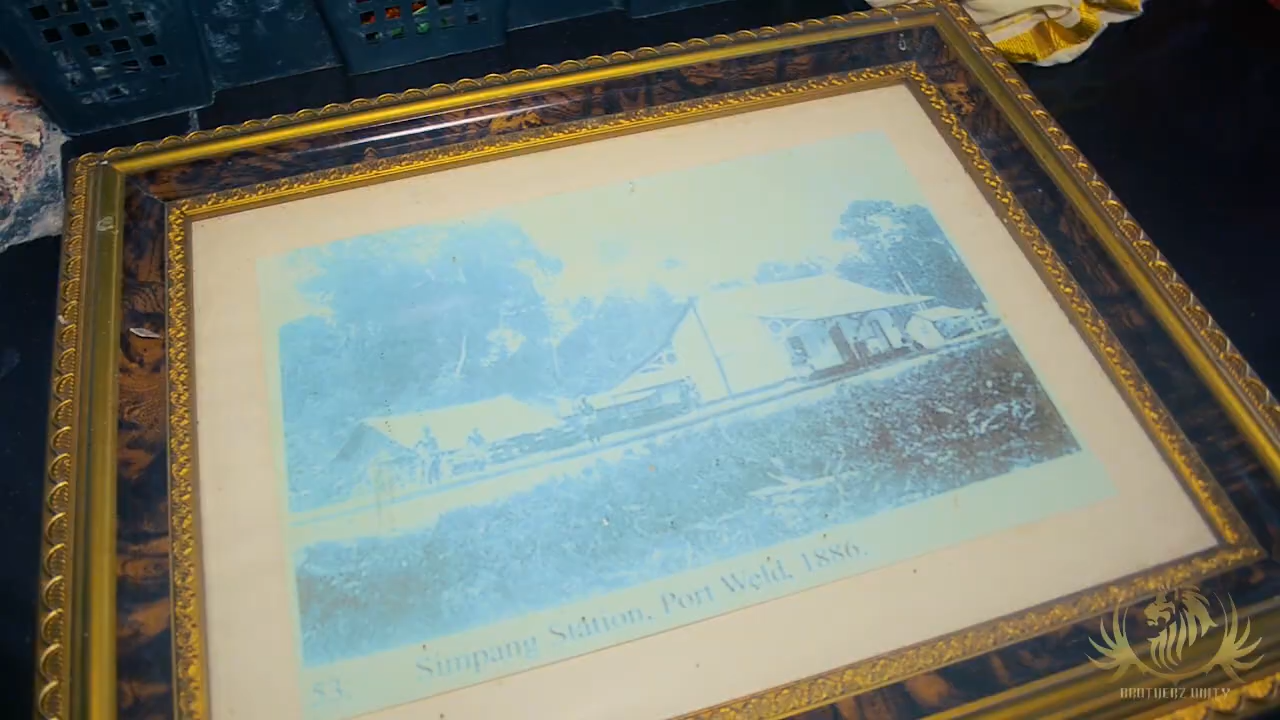 53. Simpang Station, Port Weld, 1886.
BROTHERZ UNITY